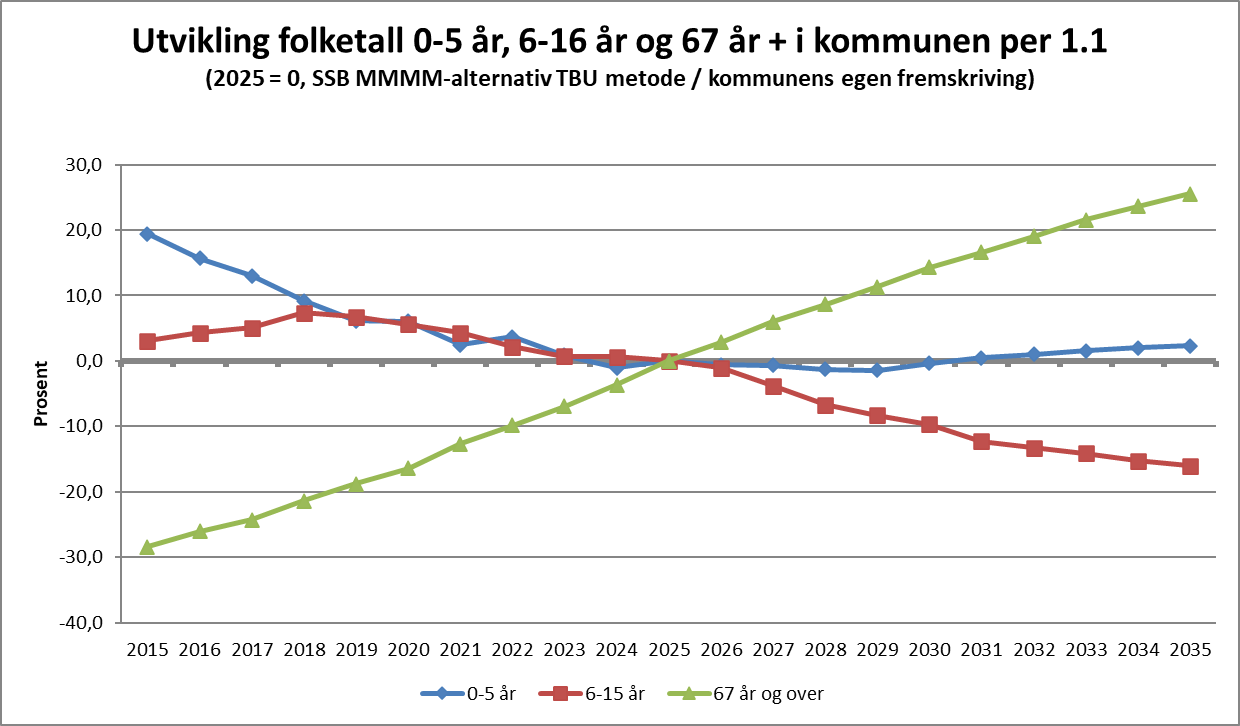 Utvikling folketall 0-5 år, 6-16 år og 67 år + i kommunen per 1.1
(2025 = 0, SSB MMMM-alternativ TBU metode / kommunens egen fremskriving)
30,0
20,0
10,0
0,0
-10,0
-20,0
-30,0
-40,0
Prosent
2015 2016 2017 2018 2019 2020 2021 2022 2023 2024 2025 2026 2027 2028 2029 2030 2031 2032 2033 2034 2035
0-5 år 6-15 år 67 år og over